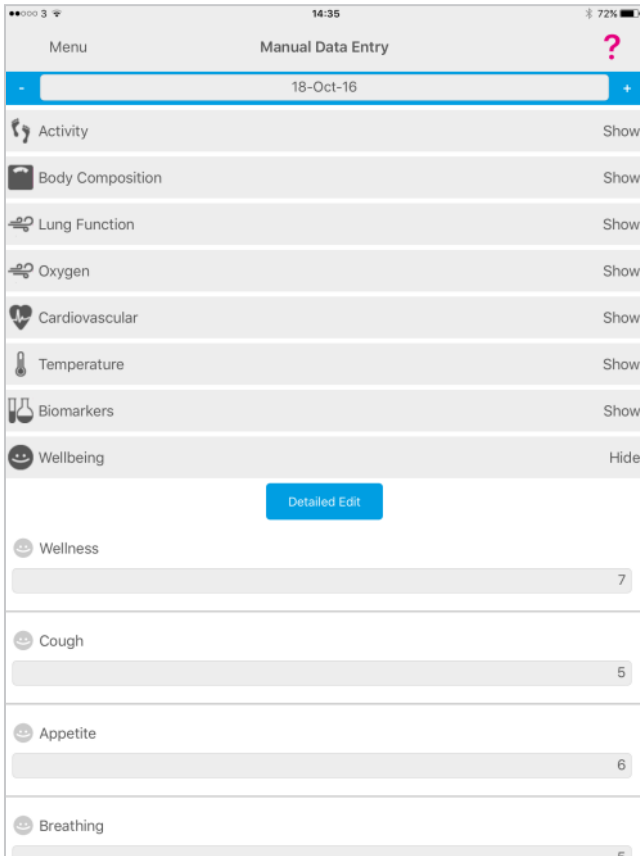 3 14:35 72%
Menu Manual Data Entry ?
- 18-Oct-16 +
Activity Show
Body Composition Show
Lung Function Show
Oxygen Show
Cardiovascular Show
Temperature Show
Biomarkers Show
Wellbeing Hide
Detailed Edit
Wellness
7
Cough
5
Appetite
6
Breathing
5